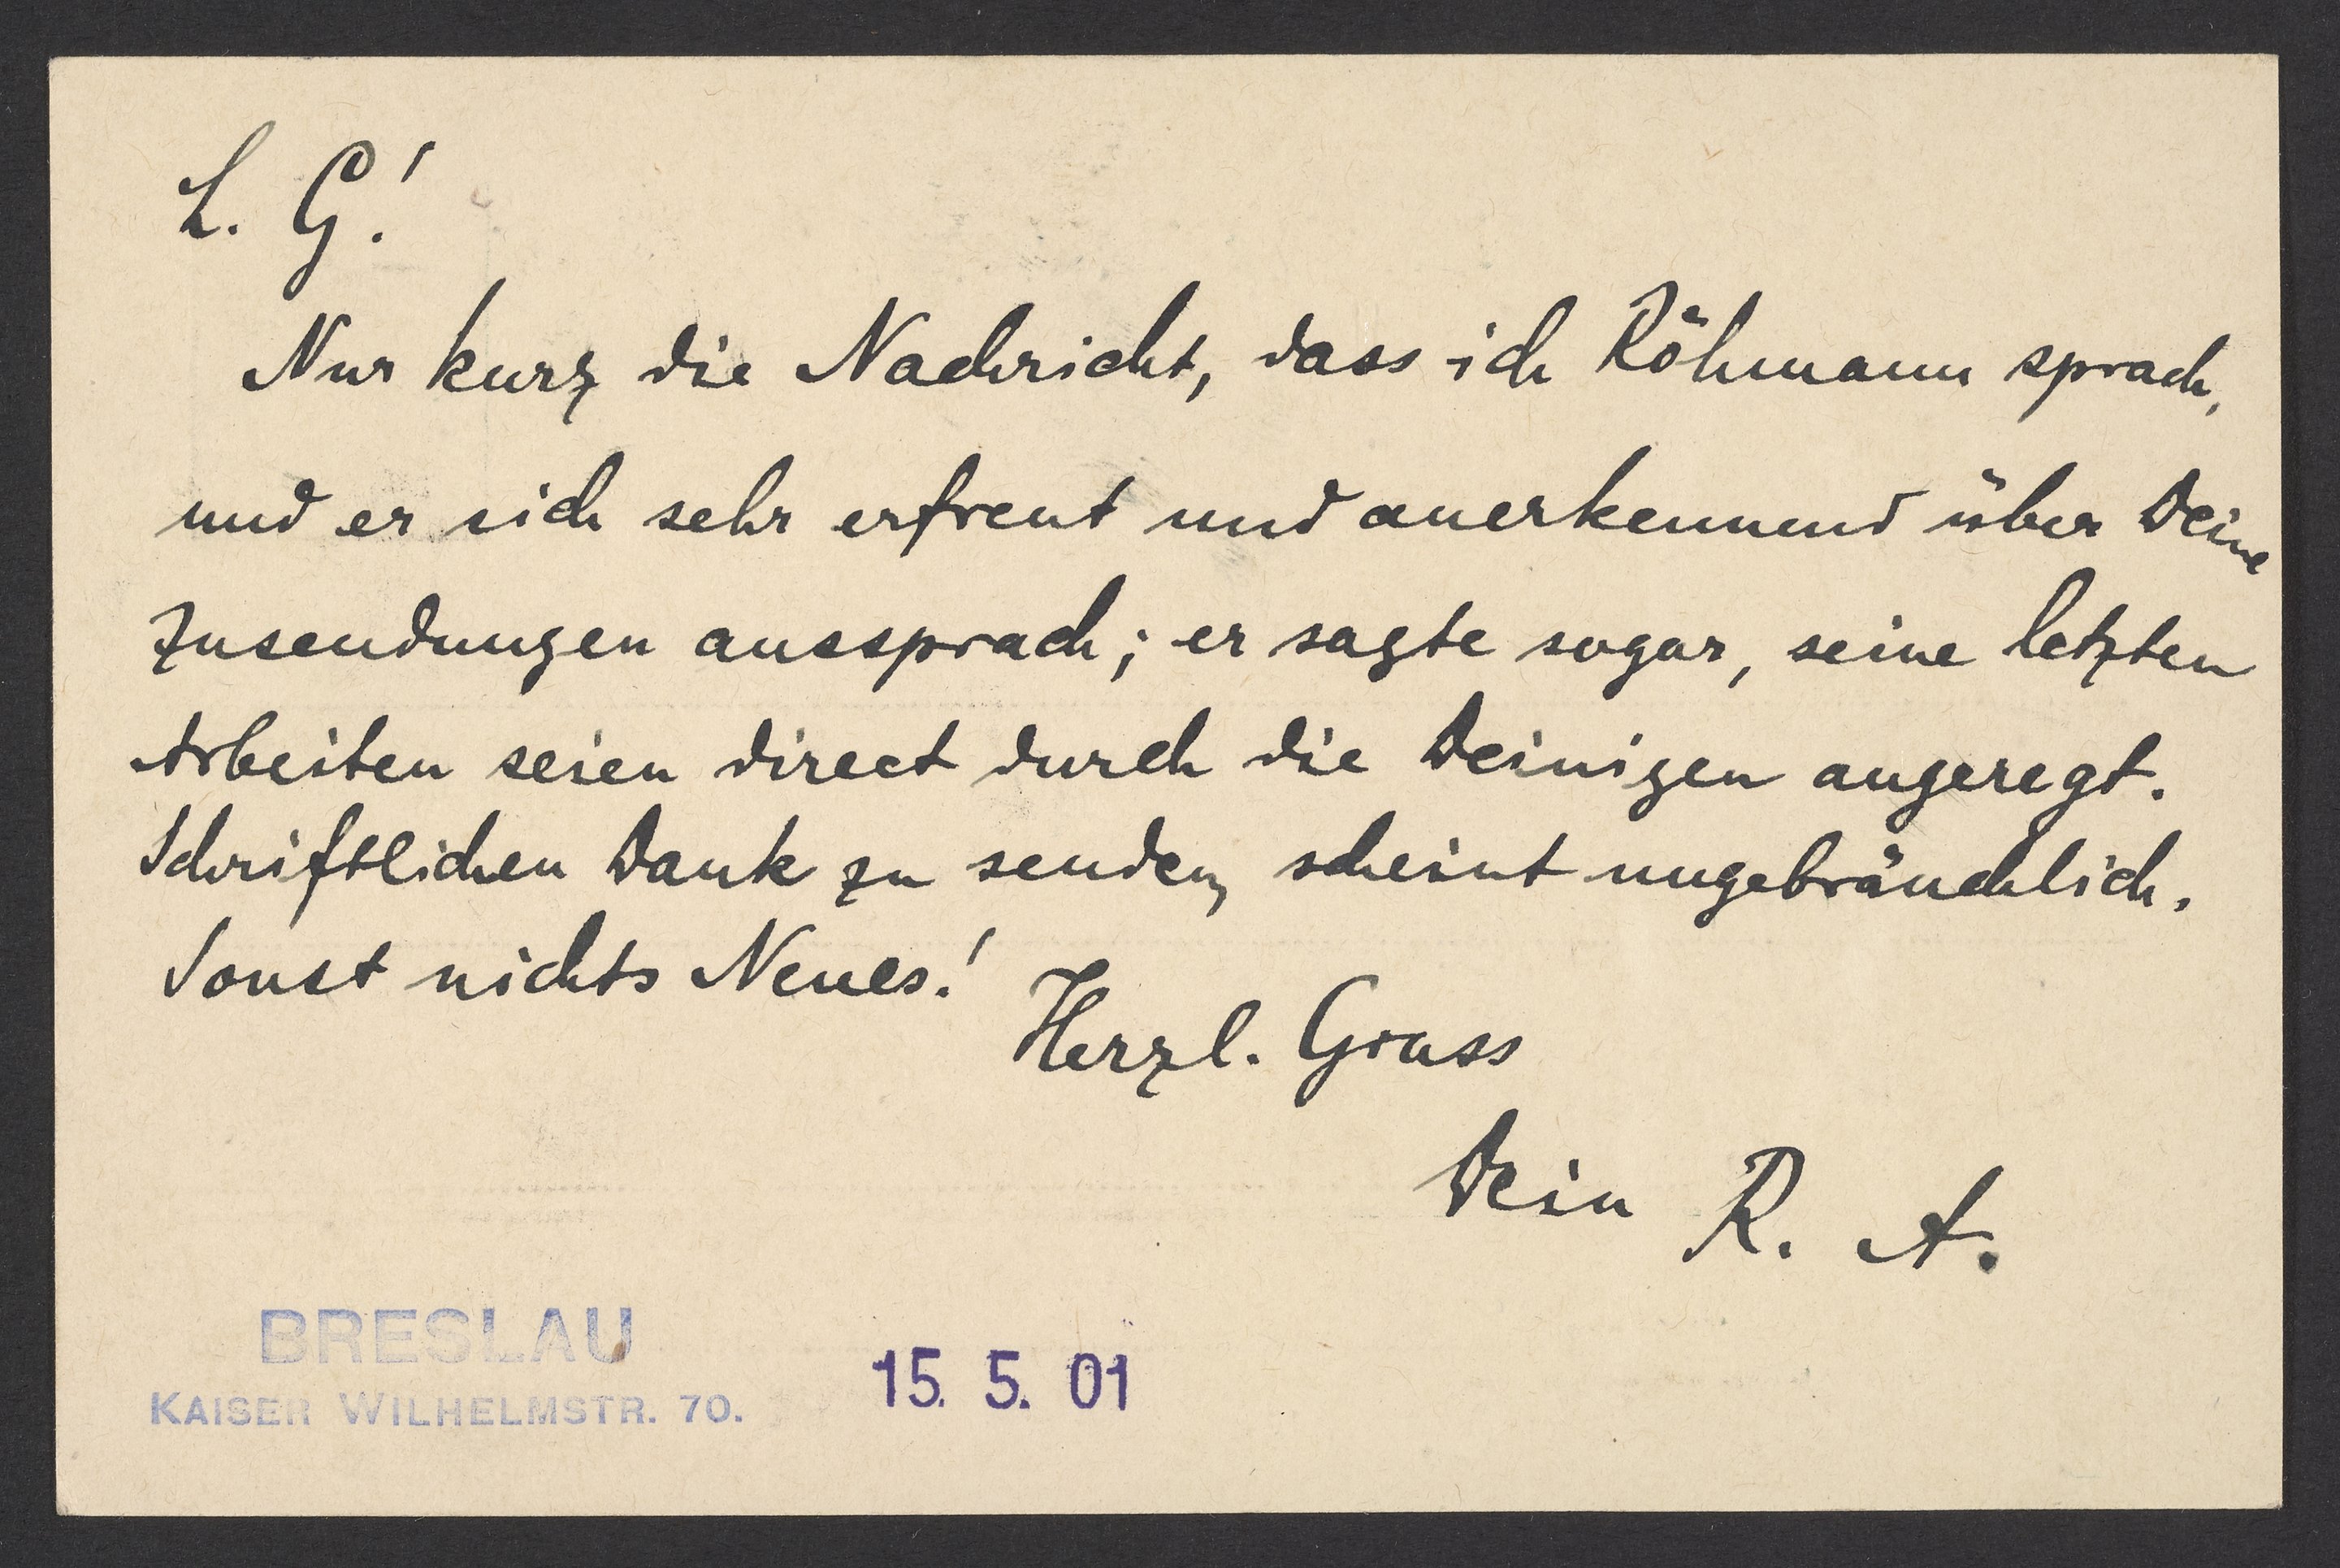 L. G.!
Nur kurz die Nachricht, dass ich Röhmann sprach,
und er sich sehr erfreut und anerkennend über Deine
Zusendungen aussprach; er sagte sogar, seine letzten
Arbeiten seien direct durch die Deinigen angeregt.
Schriftlichen Dank zu senden, scheint ungebräuchlich.
Sonst nichts Neues!
Herzl. Gruss
Dein R. A.
BRESLAU
KAISER WILHELMSTR. 70.
15. 5. 01